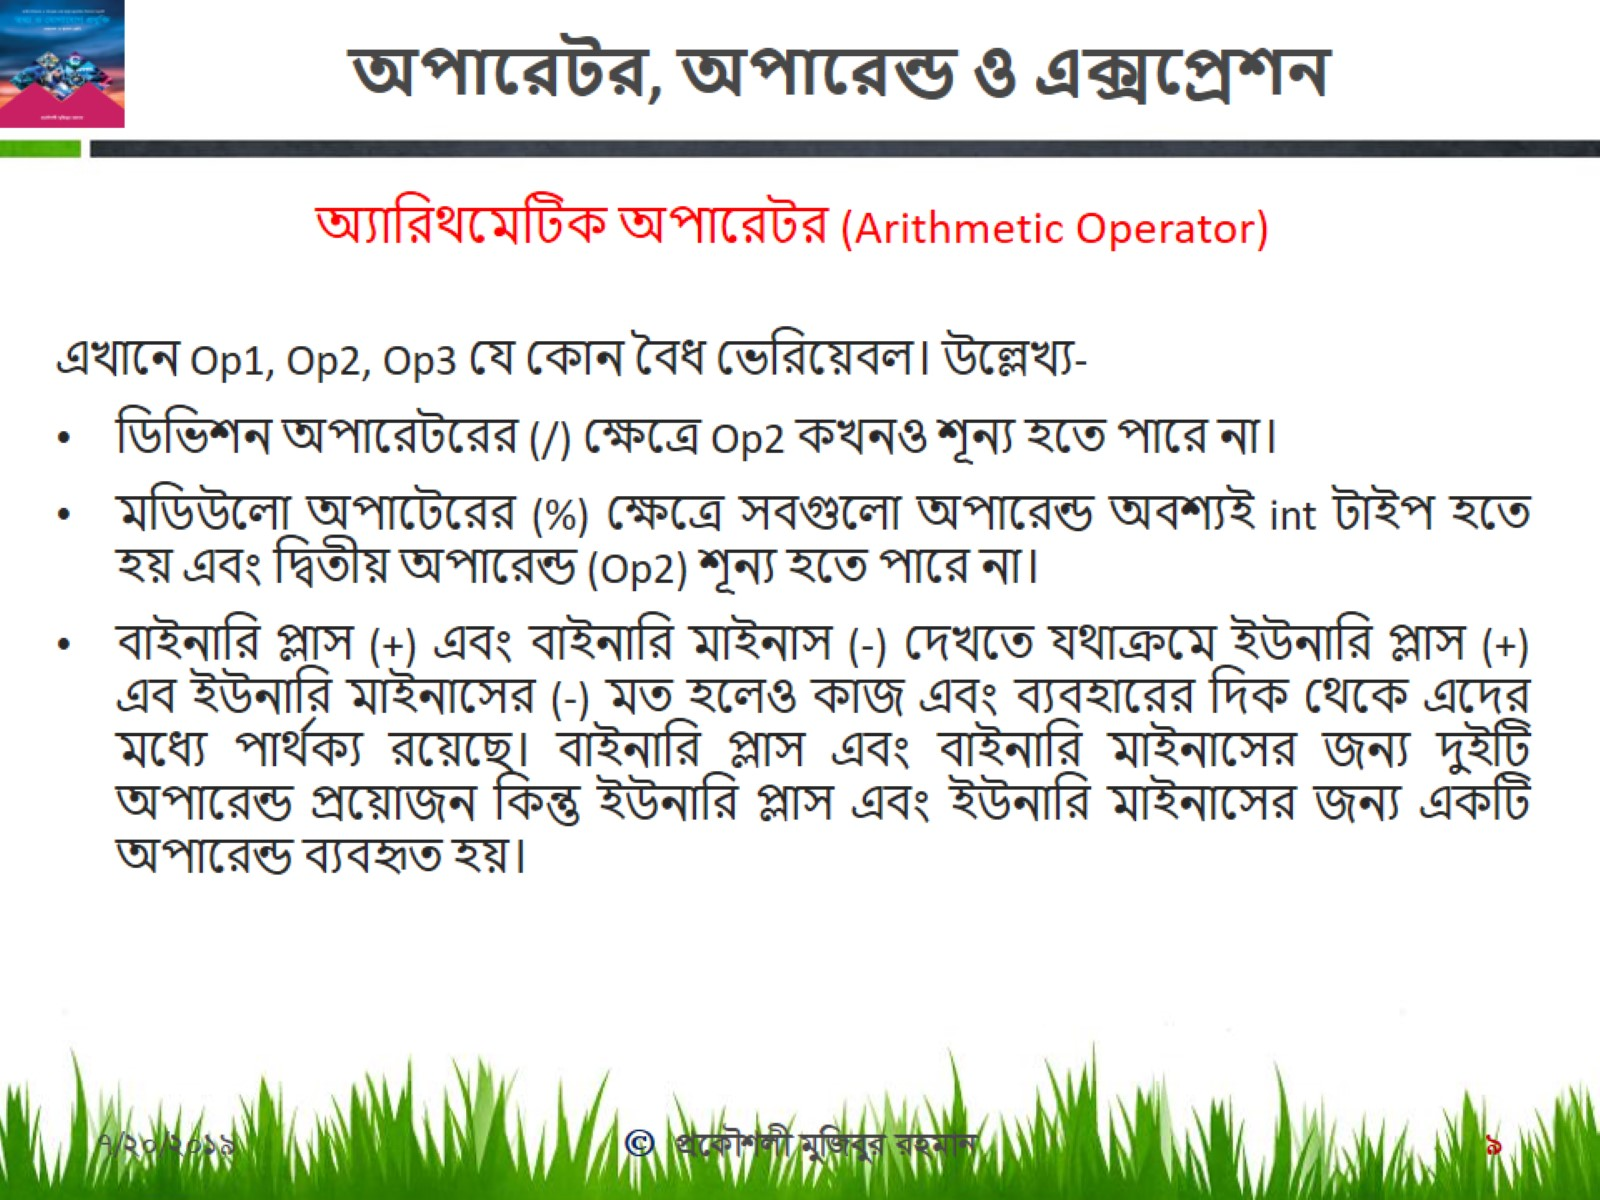 অপারেটর, অপারেন্ড ও এক্সপ্রেশন
অ্যারিথমেটিক অপারেটর (Arithmetic Operator)
এখানে Op1, Op2, Op3 যে কোন বৈধ ভেরিয়েবল। উল্লেখ্য-
• ডিভিশন অপারেটরের (/) ক্ষেত্রে Op2 কখনও শূন্য হতে পারে না।
• মডিউলো অপাটেরের (%) ক্ষেত্রে সবগুলো অপারেন্ড অবশ্যই int টাইপ হতে
হয় এবং দ্বিতীয় অপারেন্ড (Op2) শূন্য হতে পারে না।
• বাইনারি প্লাস (+) এবং বাইনারি মাইনাস (-) দেখতে যথাক্রমে ইউনারি প্লাস (+)
এব ইউনারি মাইনাসের (-) মত হলেও কাজ এবং ব্যবহারের দিক থেকে এদের
মধ্যে পার্থক্য রয়েছে। বাইনারি প্লাস এবং বাইনারি মাইনাসের জন্য দুইটি
অপারেন্ড প্রয়োজন কিন্তু ইউনারি প্লাস এবং ইউনারি মাইনাসের জন্য একটি
অপারেন্ড ব্যবহৃত হয়।
৭/২০/২০১৯
© প্রকৌশলী মুজিবুর রহমান
৯